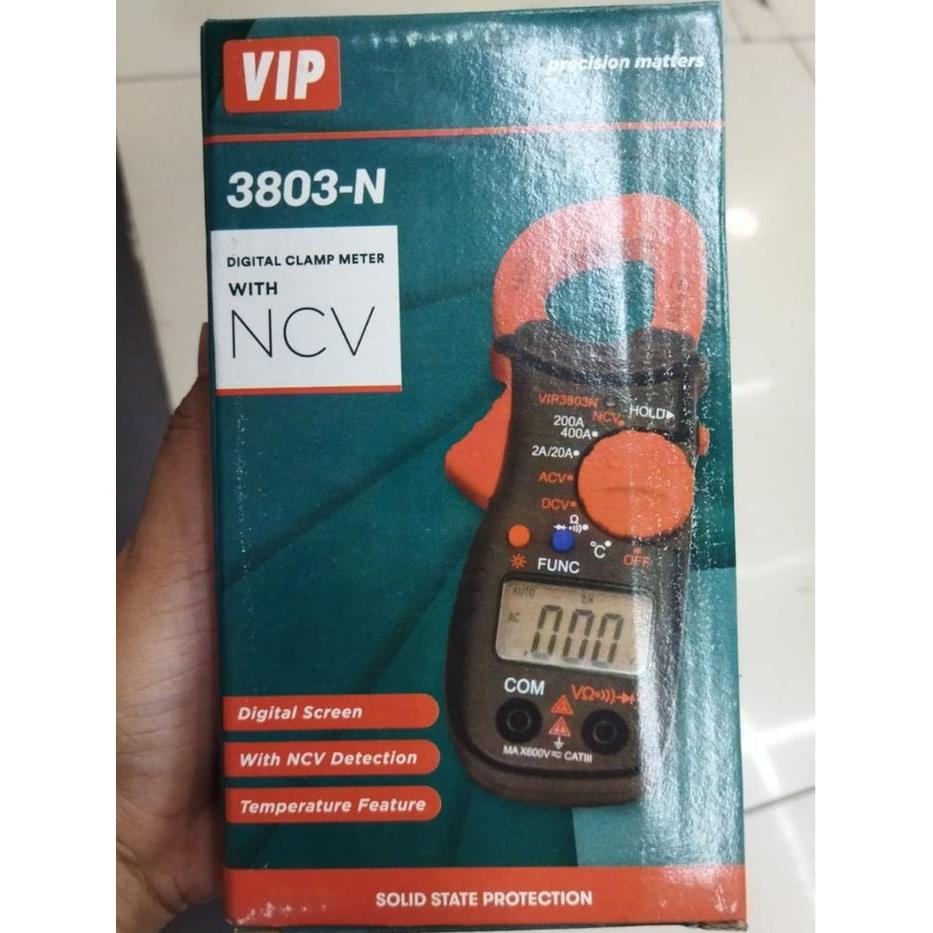 VIP
precision matters
3803-N
DIGITAL CLAMP METER
WITH
NCV
VIP3803N
NCV
HOLD
200A
400A
2A/20A
ACV
DCV
Ω
°C
OFF
FUNC
AUTO
AC
.000
COM
VΩ
MAX600V CATIII
Digital Screen
With NCV Detection
Temperature Feature
SOLID STATE PROTECTION